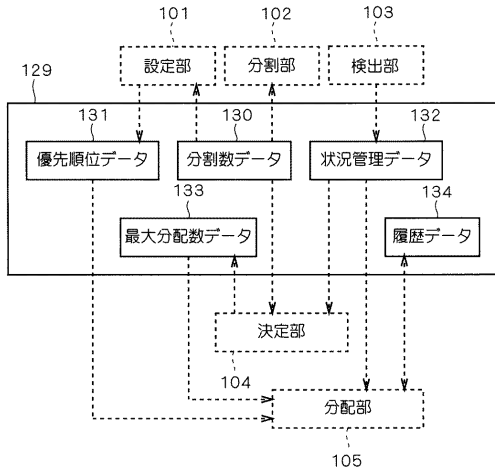 101 102 103
設定部 分割部 検出部
129
131 130 132
優先順位データ 分割数データ 状況管理データ
133 134
最大分配数データ 履歴データ
決定部
104
分配部
105